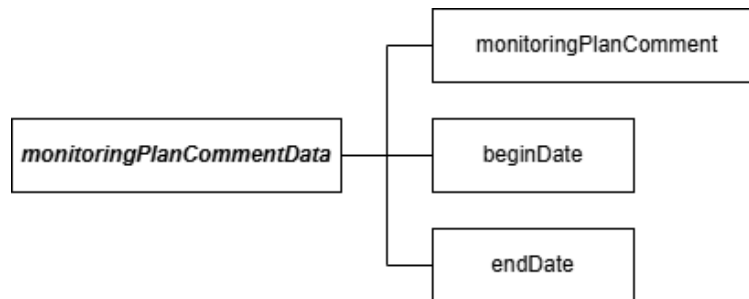 monitoringPlanComment
monitoringPlanCommentData
beginDate
endDate